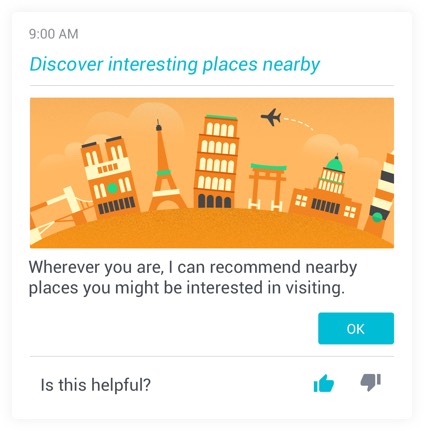 9:00 AM
Discover interesting places nearby
Wherever you are, I can recommend nearby
places you might be interested in visiting.
OK
Is this helpful?